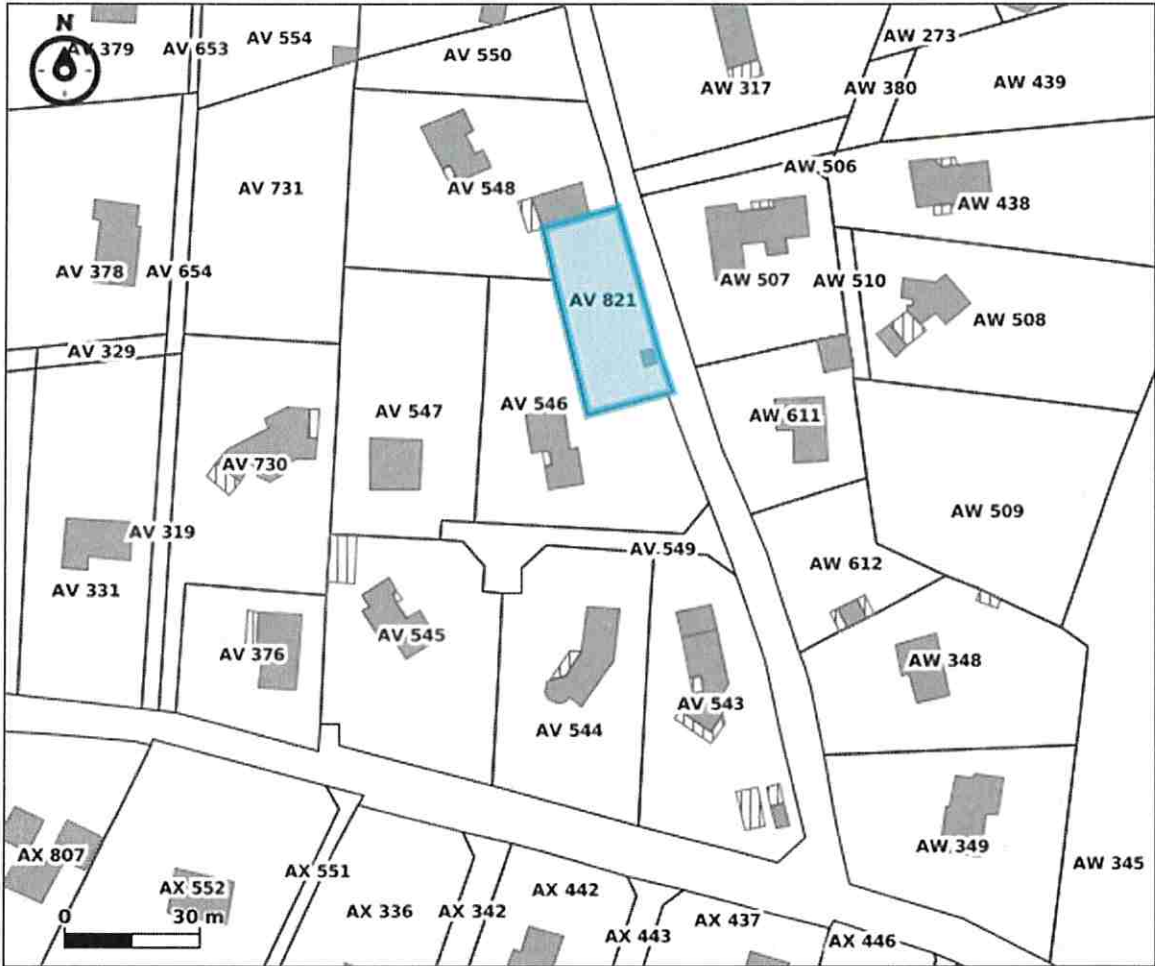 N
AV 379
AV 653
AV 554
AV 550
AW 317
AW 273
AW 380
AW 439
AV 731
AV 548
AW 506
AW 438
AV 378
AV 654
AV 821
AW 507
AW 510
AW 508
AV 329
AV 547
AV 546
AW 611
AV 730
AV 319
AV 331
AW 509
AV 549
AW 612
AV 376
AV 545
AV 544
AV 543
AW 348
AX 807
AX 552
AX 551
AX 336
AX 342
AX 442
AX 443
AX 437
AX 446
AW 349
AW 345
0 30 m